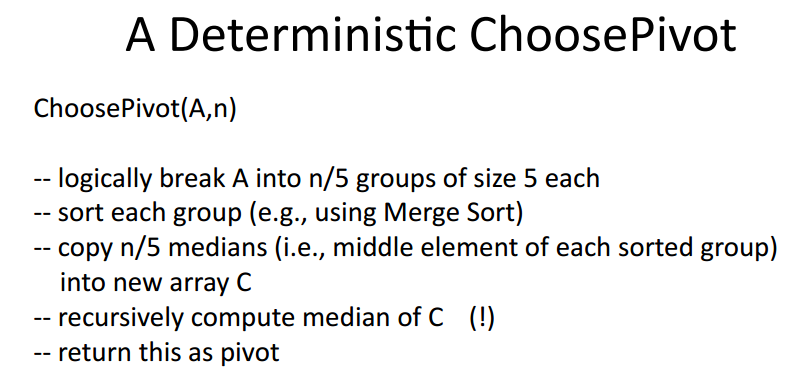 A Deterministic ChoosePivot
ChoosePivot(A,n)
-- logically break A into n/5 groups of size 5 each
-- sort each group (e.g., using Merge Sort)
-- copy n/5 medians (i.e., middle element of each sorted group)
into new array C
-- recursively compute median of C (!)
-- return this as pivot